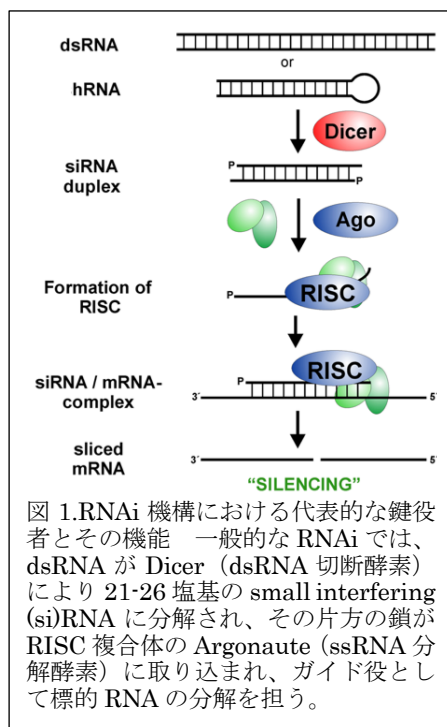 dsRNA
or
hRNA
Dicer
siRNA
duplex
P
P
Ago
Formation of
RISC
P
RISC
siRNA / mRNA-
complex
RISC
P
3´
5´
sliced
mRNA
3´
5´
"SILENCING"
図 1.RNAi 機構における代表的な鍵役
者とその機能 一般的な RNAi では、
dsRNA が Dicer（dsRNA 切断酵素）
により 21-26 塩基の small interfering
(si)RNA に分解され、その片方の鎖が
RISC 複合体の Argonaute（ssRNA 分
解酵素）に取り込まれ、ガイド役とし
て標的 RNA の分解を担う。